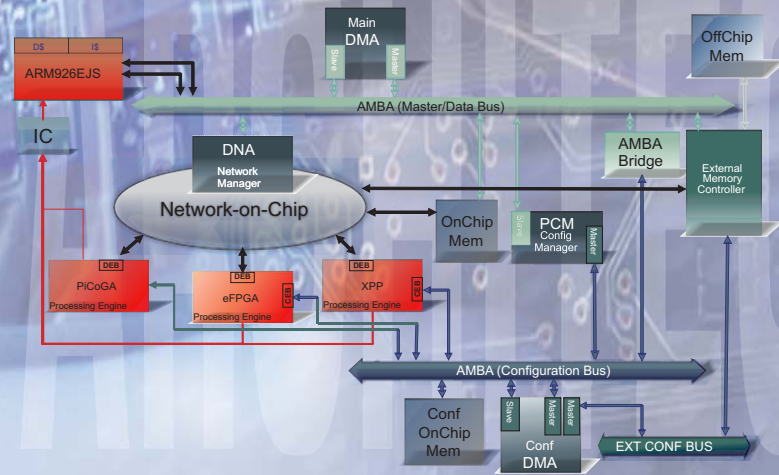 Main
DMA
Slave
Master
OffChip
Mem
D$
I$
ARM926EJS
AMBA (Master/Data Bus)
IC
DNA
Network
Manager
AMBA
Bridge
External
Memory
Controller
Network-on-Chip
OnChip
Mem
Slave
PCM
Config
Manager
Master
DEB
PiCoGA
Processing Engine
DEB
CEB
eFPGA
Processing Engine
DEB
CEB
XPP
Processing Engine
AMBA (Configuration Bus)
Conf
OnChip
Mem
Slave
Master
Master
Conf
DMA
EXT CONF BUS